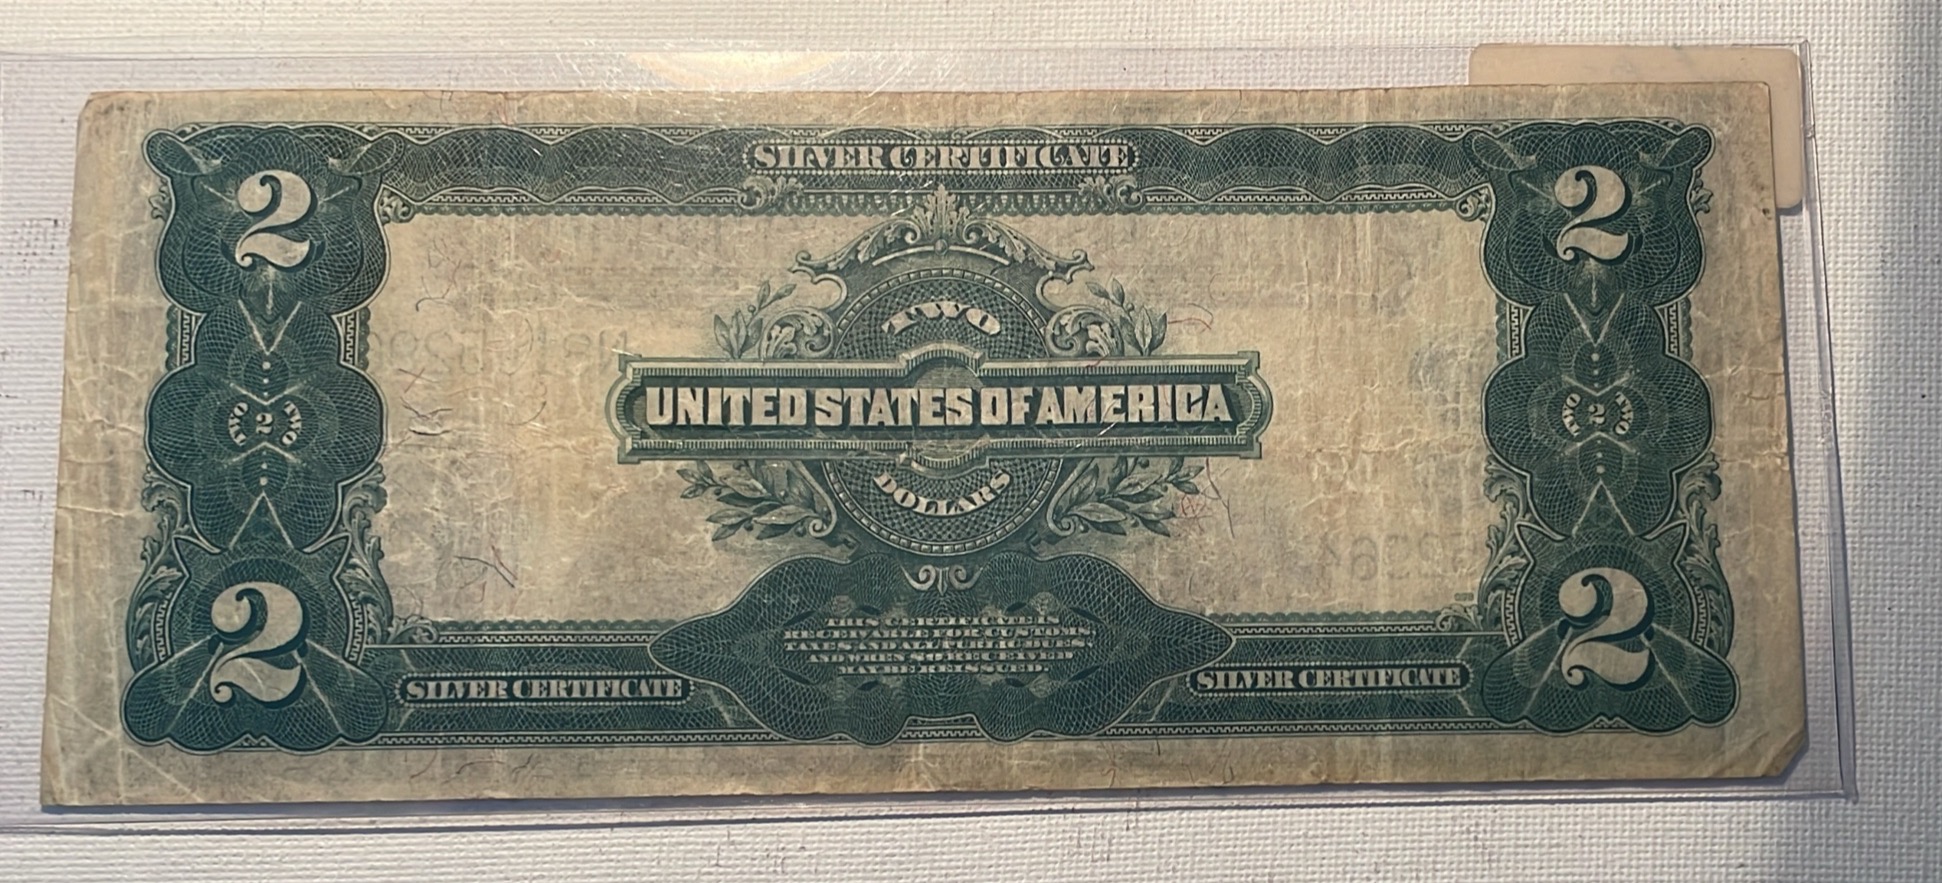 SILVER CERTIFICATE
2 2
TWO
TWO 2 TWO
UNITED STATES OF AMERICA
TWO 2 TWO
DOLLARS
2 2
THIS CERTIFICATE IS
RECEIVABLE FOR CUSTOMS,
TAXES AND ALL PUBLIC DUES,
AND WHEN SO RECEIVED
MAY BE REISSUED.
SILVER CERTIFICATE SILVER CERTIFICATE